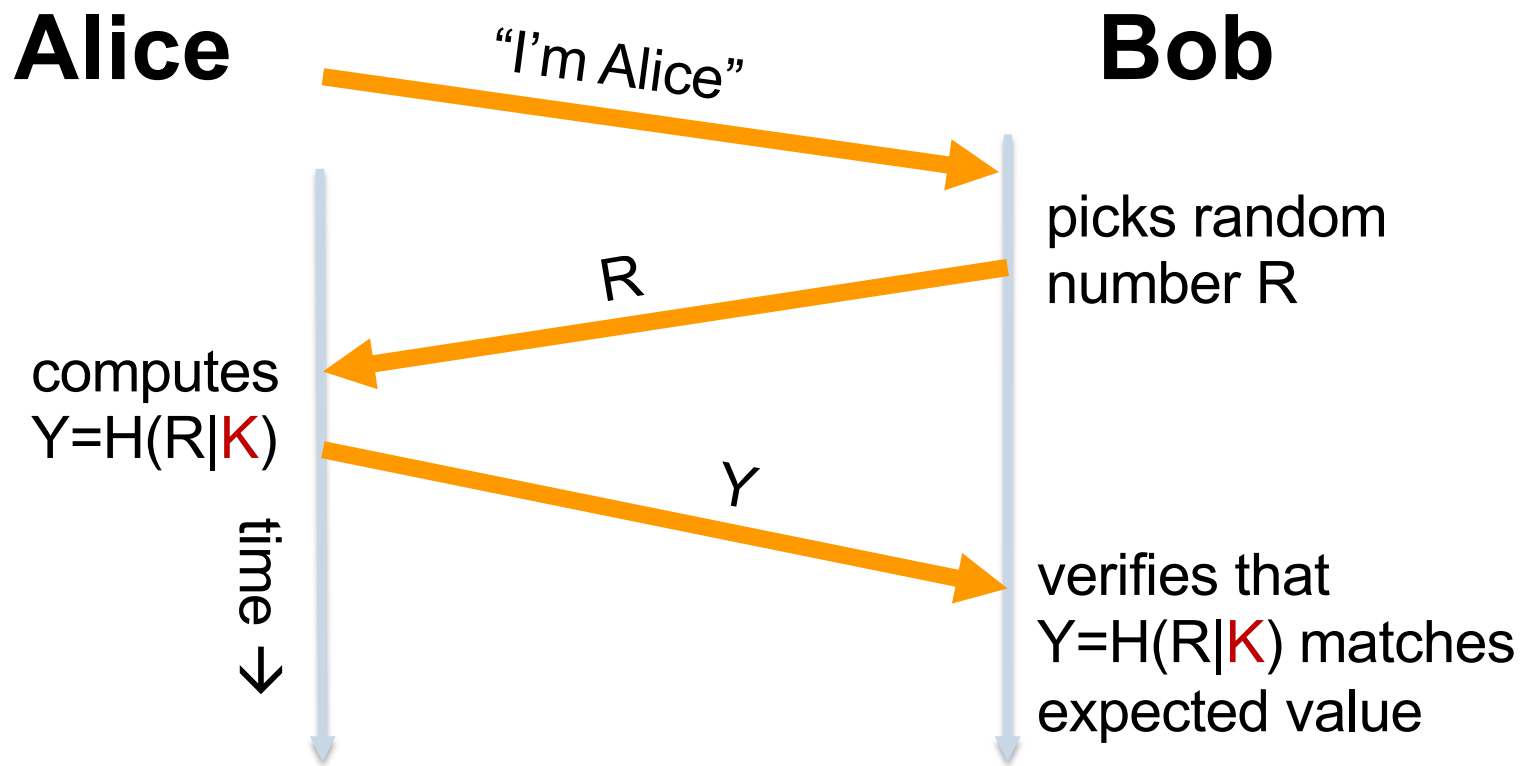 Alice
Bob
“I’m Alice”
picks random
number R
R
computes
Y=H(R|K)
Y
time →
verifies that
Y=H(R|K) matches
expected value